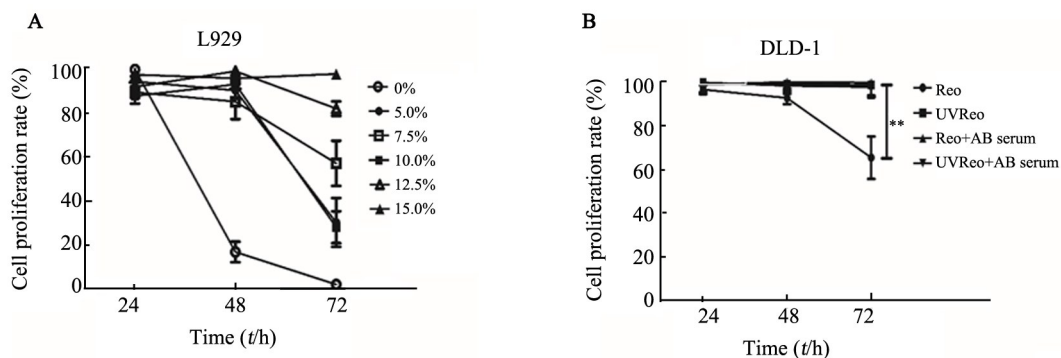 A
L929
Cell proliferation rate (%)
100
80
60
40
20
0
24
48
72
Time (t/h)
0%
5.0%
7.5%
10.0%
12.5%
15.0%
B
DLD-1
Cell proliferation rate (%)
100
80
60
40
20
0
24
48
72
Time (t/h)
**
Reo
UVReo
Reo+AB serum
UVReo+AB serum